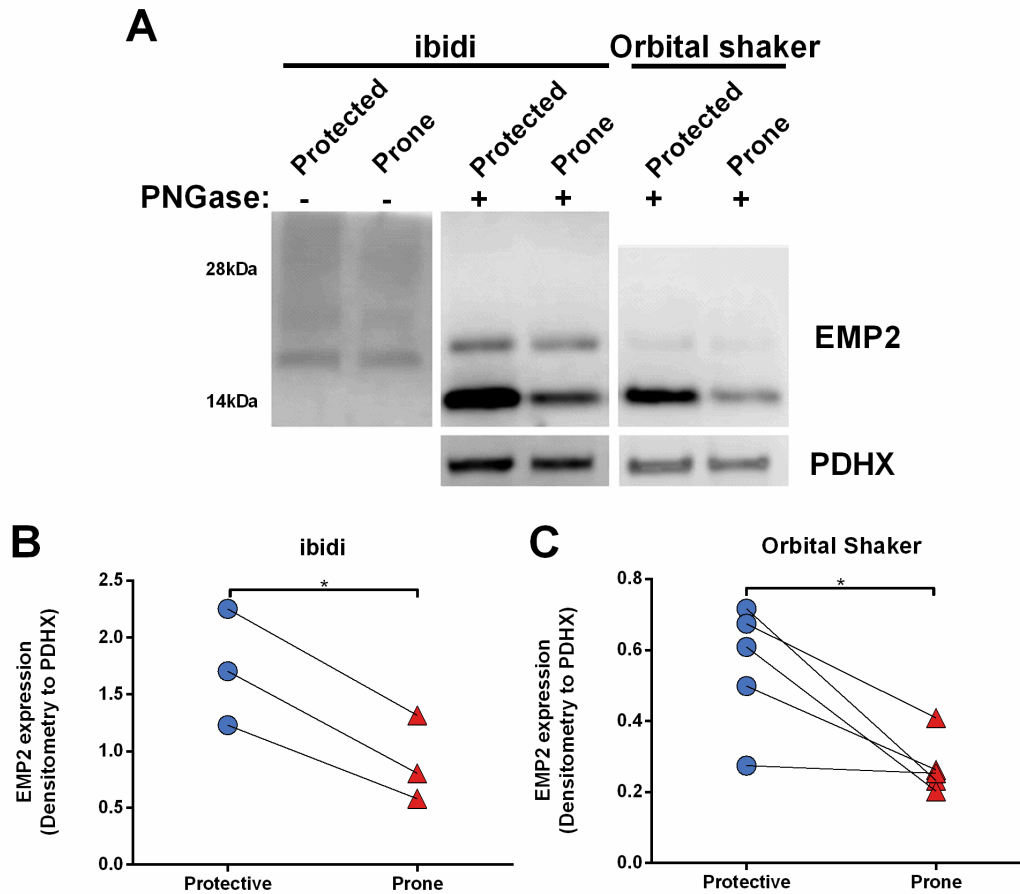 A
ibidi
Orbital shaker
Protected
Prone
Protected
Prone
Protected
Prone
PNGase: - - + + + +
28kDa
EMP2
14kDa
PDHX
B
ibidi
*
EMP2 expression
(Densitometry to PDHX)
2.5
2.0
1.5
1.0
0.5
0.0
Protective
Prone
C
Orbital Shaker
*
EMP2 expression
(Densitometry to PDHX)
0.8
0.6
0.4
0.2
0.0
Protective
Prone